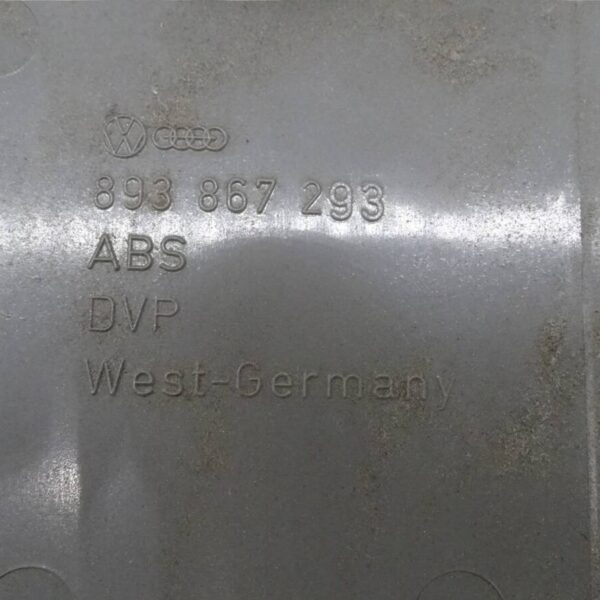 893 867 293
ABS
DVP
West-Germany